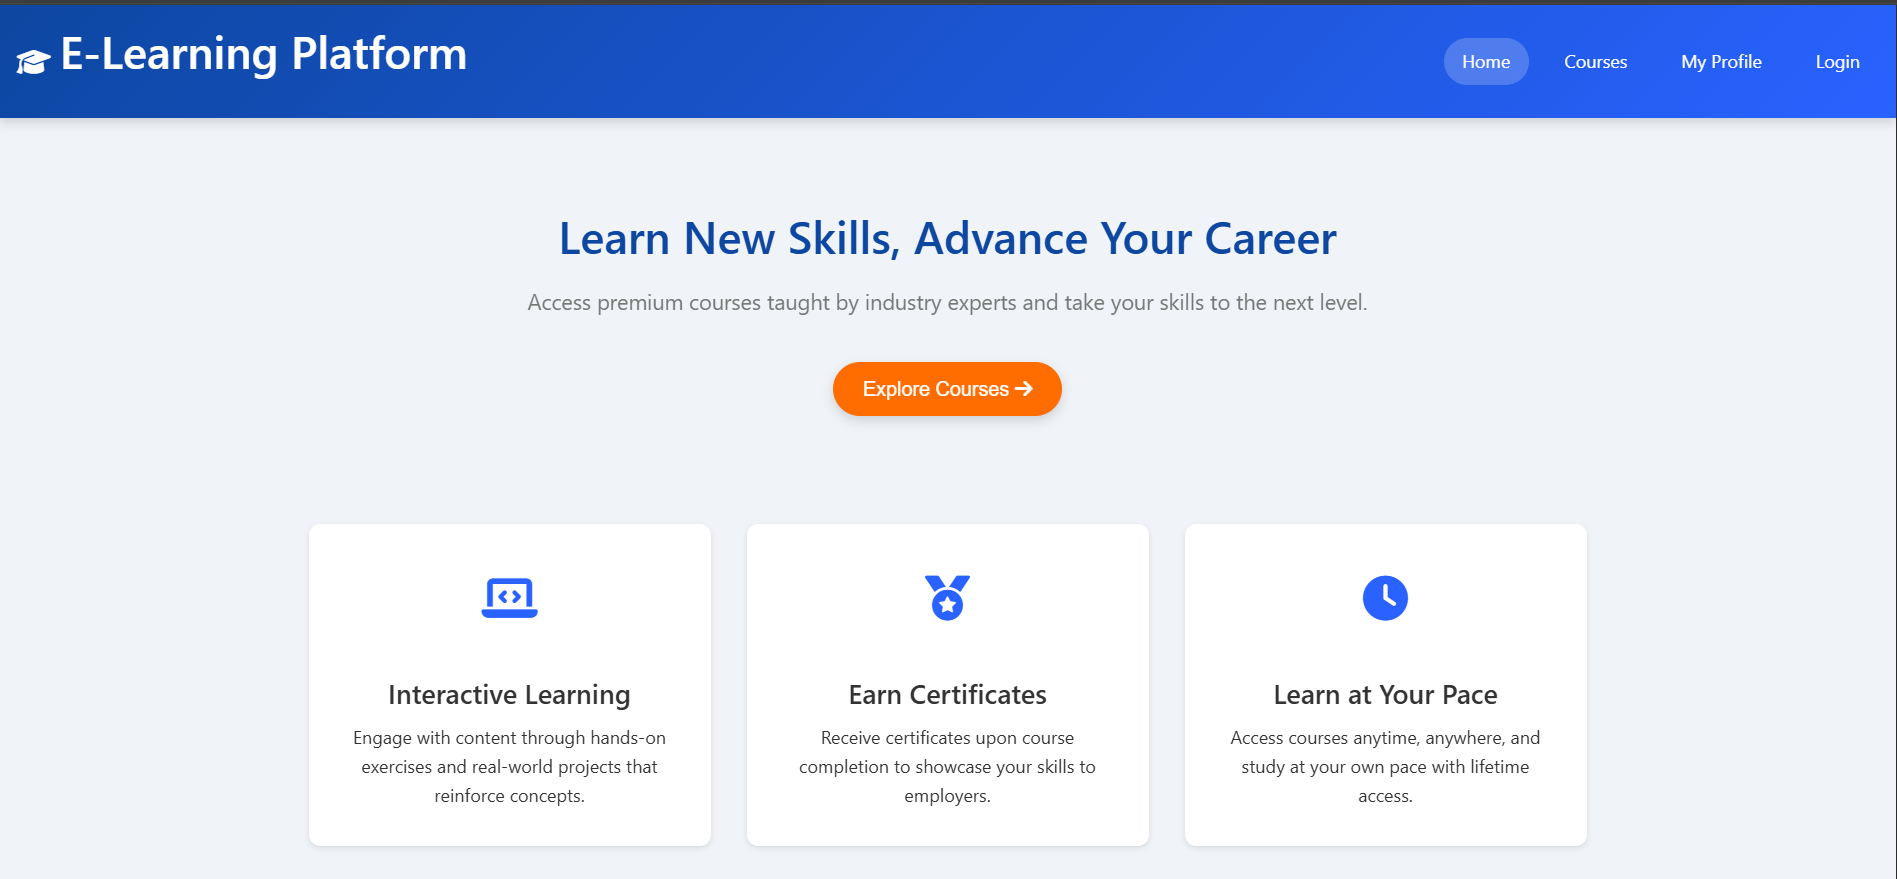 E-Learning Platform
Home
Courses
My Profile
Login
Learn New Skills, Advance Your Career
Access premium courses taught by industry experts and take your skills to the next level.
Explore Courses
Interactive Learning
Engage with content through hands-on
exercises and real-world projects that
reinforce concepts.
Earn Certificates
Receive certificates upon course
completion to showcase your skills to
employers.
Learn at Your Pace
Access courses anytime, anywhere, and
study at your own pace with lifetime
access.